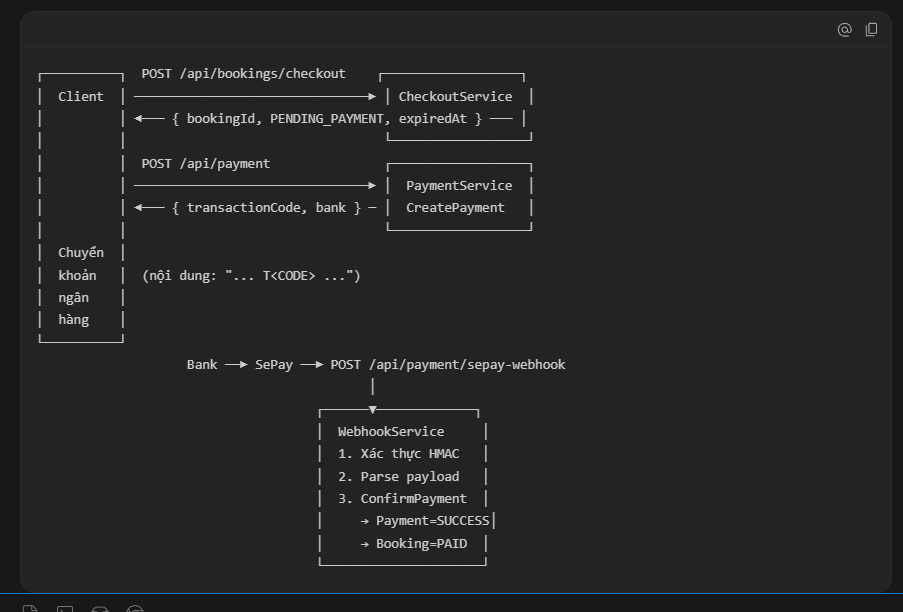 POST /api/bookings/checkout
Client ──────► CheckoutService
◄── { bookingId, PENDING_PAYMENT, expiredAt } ──
POST /api/payment
──────► PaymentService
◄── { transactionCode, bank } ─ CreatePayment
Chuyển
khoản (nội dung: "... T<CODE> ...")
ngân
hàng
Bank ──► SePay ──► POST /api/payment/sepay-webhook
▼
WebhookService
1. Xác thực HMAC
2. Parse payload
3. ConfirmPayment
→ Payment=SUCCESS
→ Booking=PAID